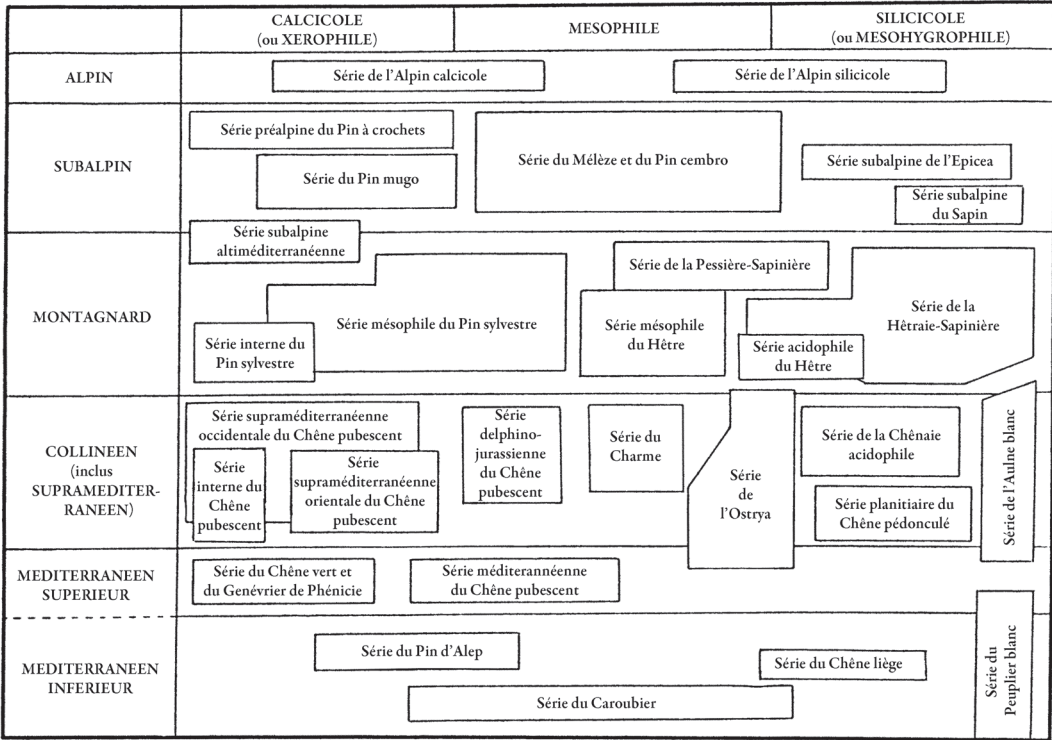 CALCICOLE
(ou XEROPHILE)
MESOPHILE
SILICICOLE
(ou MESOHYGROPHILE)
ALPIN
Série de l'Alpin calcicole
Série de l'Alpin silicicole
SUBALPIN
Série préalpine du Pin à crochets
Série du Pin mugo
Série du Mélèze et du Pin cembro
Série subalpine de l'Epicea
Série subalpine
du Sapin
Série subalpine
altiméditerranéenne
MONTAGNARD
Série mésophile du Pin sylvestre
Série interne du
Pin sylvestre
Série de la Pessière-Sapinière
Série mésophile
du Hêtre
Série acidophile
du Hêtre
Série de la
Hêtraie-Sapinière
COLLINEEN
(inclus
SUPRAMEDITER-
RANEEN)
Série supraméditerranéenne
occidentale du Chêne pubescent
Série
interne du
Chêne
pubescent
Série
supraméditerranéenne
orientale du Chêne
pubescent
Série
delphino-
jurassienne
du Chêne
pubescent
Série du
Charme
Série
de
l'Ostrya
Série de la Chênaie
acidophile
Série planitiaire du
Chêne pédonculé
Série de l'Aulne blanc
MEDITERRANEEN
SUPERIEUR
Série du Chêne vert et
du Genévrier de Phénicie
Série méditerannéenne
du Chêne pubescent
MEDITERRANEEN
INFERIEUR
Série du Pin d'Alep
Série du Chêne liège
Série du Caroubier
Série du
Peuplier blanc